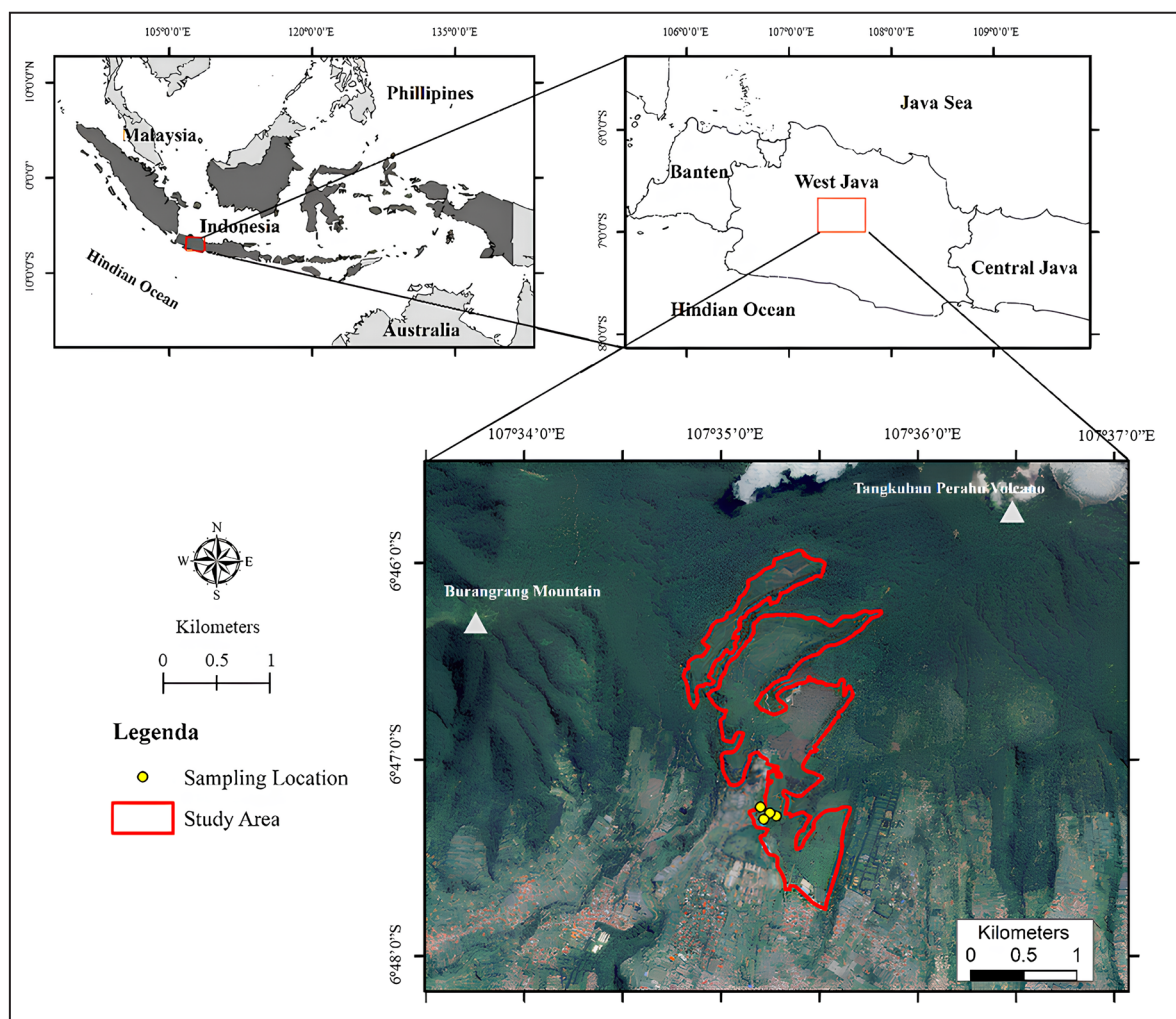 105°0'0"E 120°0'0"E 135°0'0"E
10°0'0"N
0°0'0"
10°0'0"S
Phillipines
Malaysia
Indonesia
Hindian Ocean
Australia
106°0'0"E 107°0'0"E 108°0'0"E 109°0'0"E
6°0'0"S
7°0'0"S
8°0'0"S
Java Sea
Banten
West Java
Central Java
Hindian Ocean
107°34'0"E 107°35'0"E 107°36'0"E 107°37'0"E
6°46'0"S
6°47'0"S
6°48'0"S
Tangkuban Perahu Volcano
Burangrang Mountain
N
W E
S
Kilometers
0 0.5 1
Legenda
Sampling Location
Study Area
Kilometers
0 0.5 1